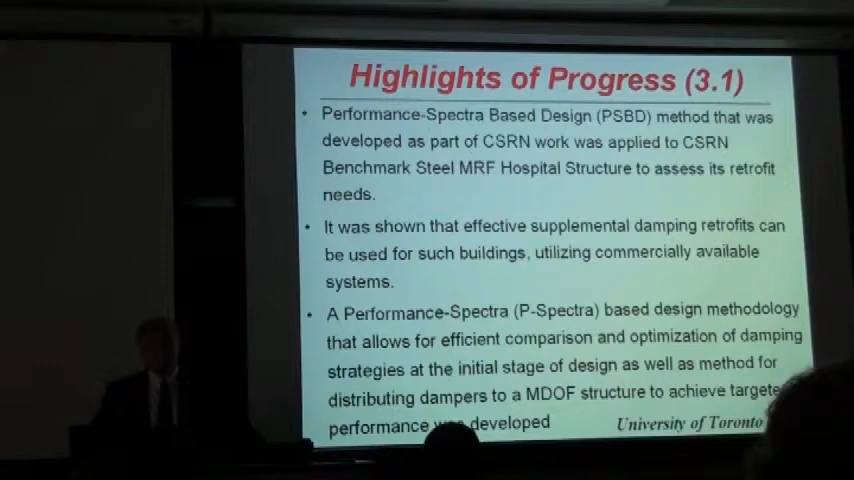 Highlights of Progress (3.1)
• Performance-Spectra Based Design (PSBD) method that was
developed as part of CSRN work was applied to CSRN
Benchmark Steel MRF Hospital Structure to assess its retrofit
needs.
• It was shown that effective supplemental damping retrofits can
be used for such buildings, utilizing commercially available
systems.
• A Performance-Spectra (P-Spectra) based design methodology
that allows for efficient comparison and optimization of damping
strategies at the initial stage of design as well as method for
distributing dampers to a MDOF structure to achieve targete
performance was developed
University of Toronto